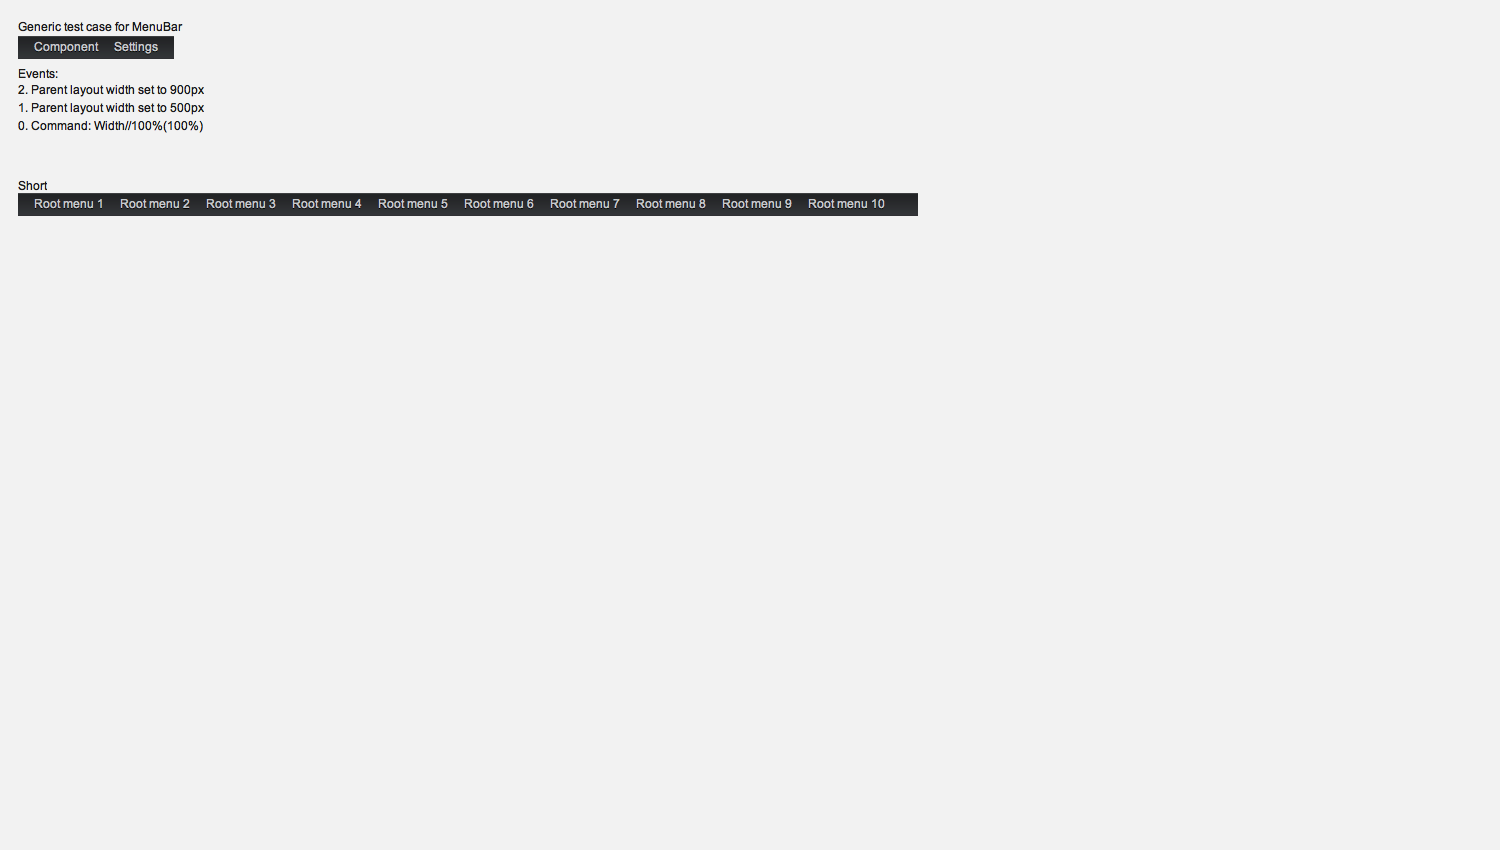 Generic test case for MenuBar
Component Settings
Events:
2. Parent layout width set to 900px
1. Parent layout width set to 500px
0. Command: Width//100%(100%)
Short
Root menu 1 Root menu 2 Root menu 3 Root menu 4 Root menu 5 Root menu 6 Root menu 7 Root menu 8 Root menu 9 Root menu 10